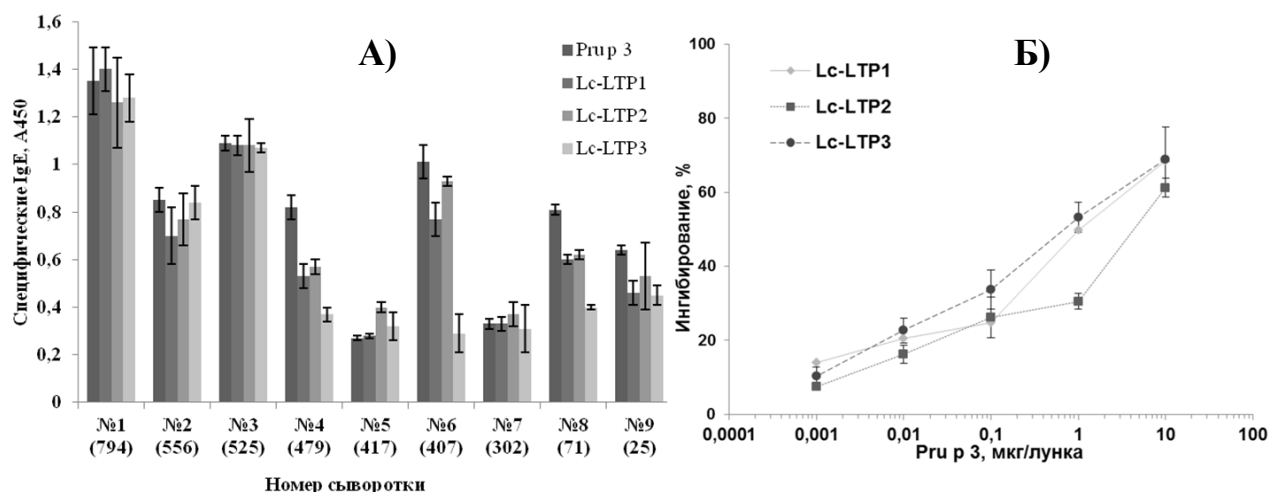 А)
Специфические IgE, А450
1,6
1,4
1,2
1
0,8
0,6
0,4
0,2
0
Pru p 3
Lc-LTP1
Lc-LTP2
Lc-LTP3
№1 №2 №3 №4 №5 №6 №7 №8 №9
(794) (556) (525) (479) (417) (407) (302) (71) (25)
Номер сыворотки
Б)
Ингибирование, %
100
80
60
40
20
0
Lc-LTP1
Lc-LTP2
Lc-LTP3
0,0001 0,001 0,01 0,1 1 10 100
Pru p 3, мкг/лунка